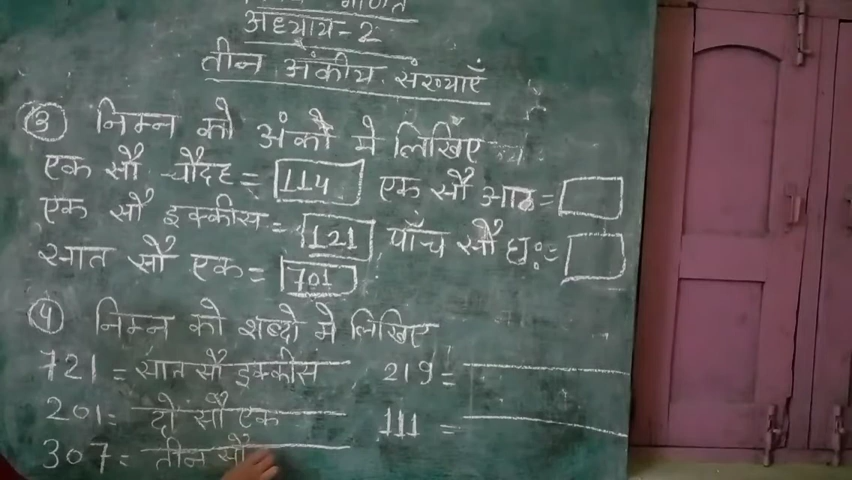 गणित
अध्याय-2
तीन अंकीय संख्याएँ
③ निम्न को अंको मे लिखिए
एक सौ चौदह = 114 एक सौ आठ =
एक सौ इक्कीस = 121 पाँच सौ छः =
सात सौ एक = 701
④ निम्न को शब्दो मे लिखिए
721 = सात सौ इक्कीस 219 =
201 = दो सौ एक 111 =
307 = तीन सौ